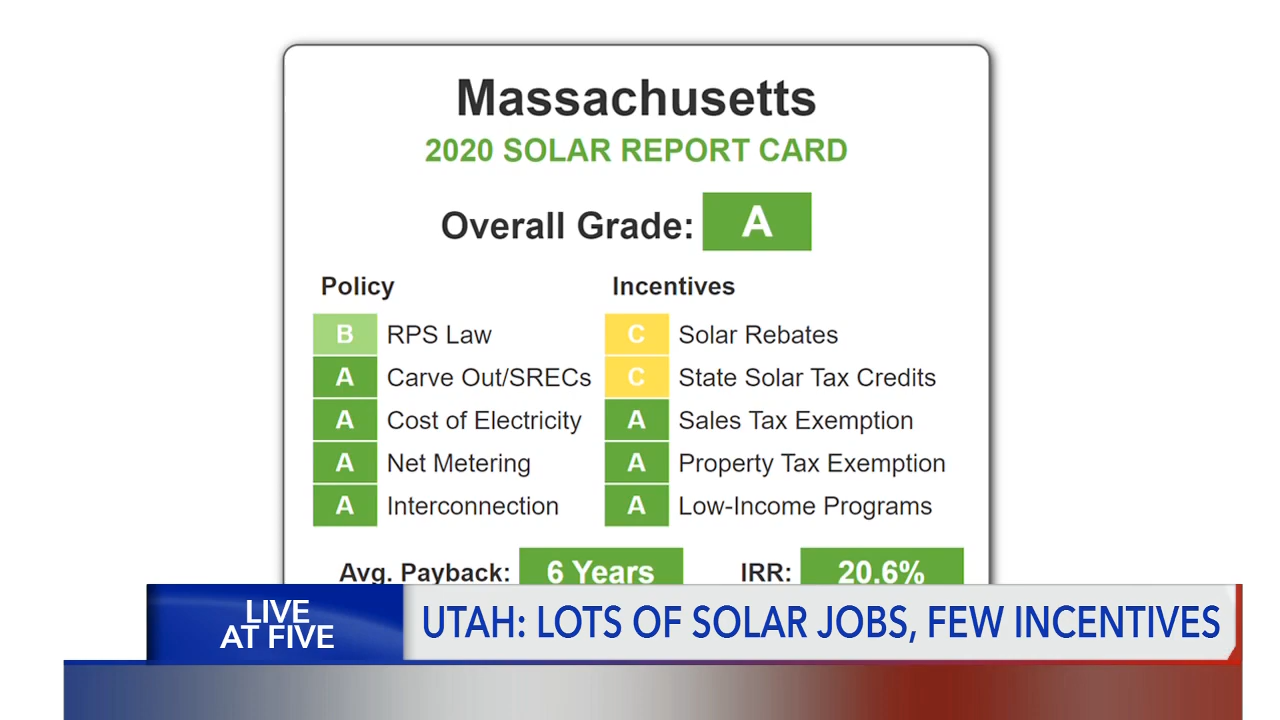 Massachusetts
2020 SOLAR REPORT CARD
Overall Grade: A
Policy
B RPS Law
A Carve Out/SRECs
A Cost of Electricity
A Net Metering
A Interconnection
Incentives
C Solar Rebates
C State Solar Tax Credits
A Sales Tax Exemption
A Property Tax Exemption
A Low-Income Programs
Avg. Payback: 6 Years
IRR: 20.6%
LIVE
AT FIVE
UTAH: LOTS OF SOLAR JOBS, FEW INCENTIVES